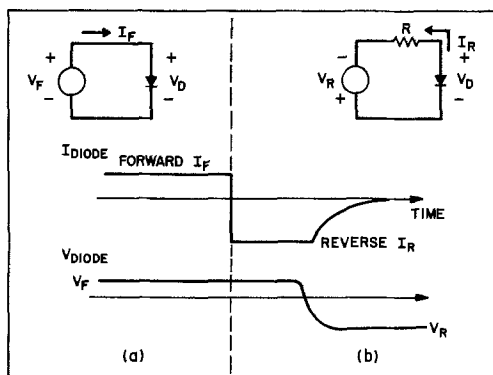 I_F
+ +
V_F V_D
− −
R I_R
− +
V_R V_D
+ −
I_DIODE FORWARD I_F
TIME
REVERSE I_R
V_DIODE
V_F
V_R
(a) (b)